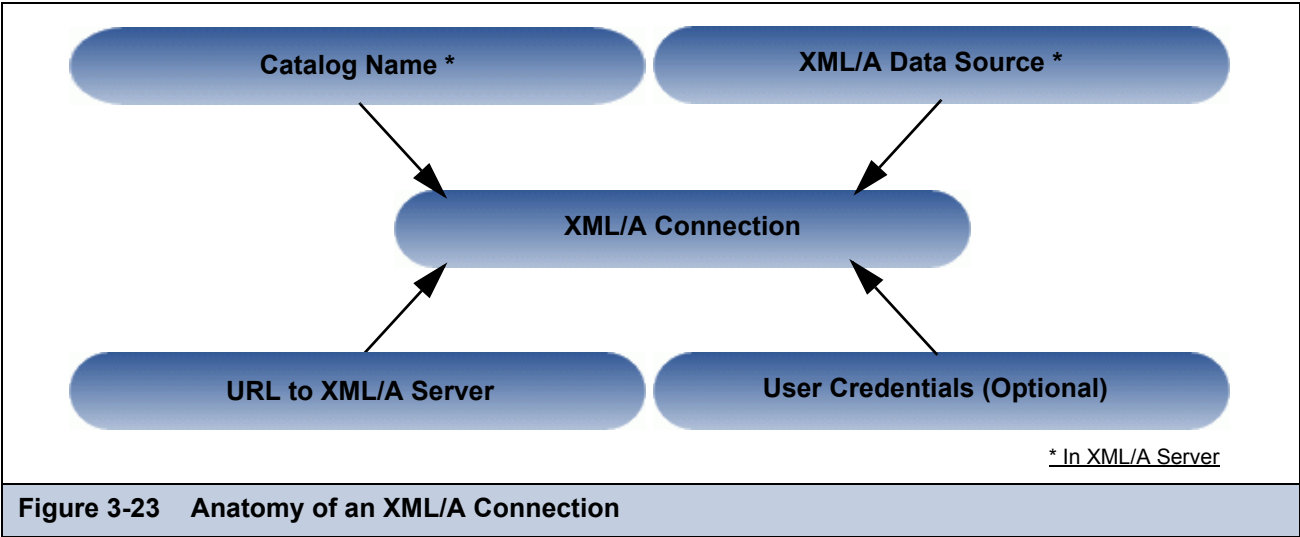 Catalog Name *
XML/A Data Source *
XML/A Connection
URL to XML/A Server
User Credentials (Optional)
* In XML/A Server
Figure 3-23 Anatomy of an XML/A Connection